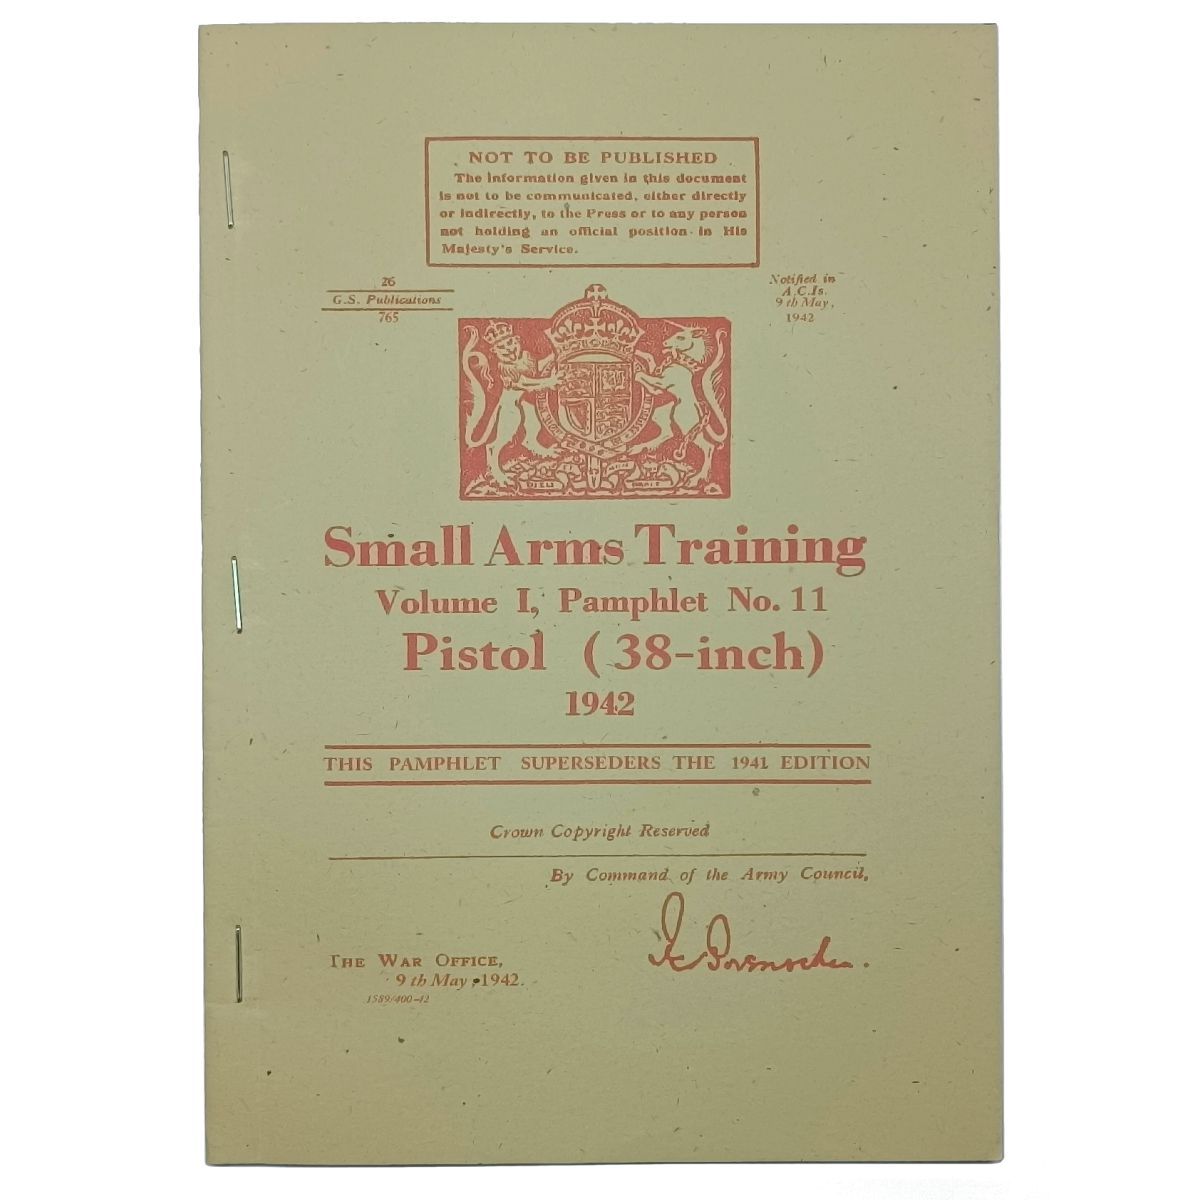 NOT TO BE PUBLISHED
The information given in this document
is not to be communicated, either directly
or indirectly, to the Press or to any person
not holding an official position in His
Majesty's Service.
26
G.S. Publications
765
Notified in
A.C.Is.
9th May,
1942
DIEU ET MON DROIT
Small Arms Training
Volume I, Pamphlet No. 11
Pistol (38-inch)
1942
THIS PAMPHLET SUPERSEDERS THE 1941 EDITION
Crown Copyright Reserved
By Command of the Army Council,
THE WAR OFFICE,
9th May, 1942.
1589/400-42